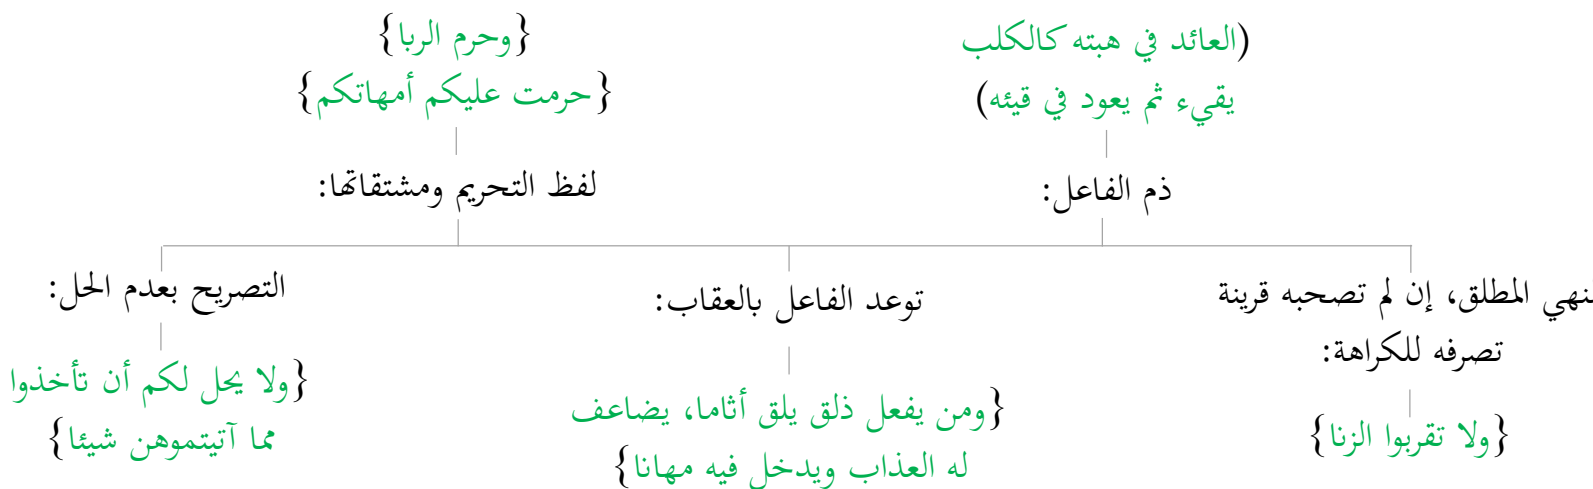 (العائد في هبته كالكلب
يقيء ثم يعود في قيئه)
ذم الفاعل:
{وحرم الربا}
{حرمت عليكم أمهاتكم}
لفظ التحريم ومشتقاتها:
لنهي المطلق، إن لم تصحبه قرينة
تصرفه للكراهة:
{ولا تقربوا الزنا}
توعد الفاعل بالعقاب:
{ومن يفعل ذلق يلق أثاما، يضاعف
له العذاب ويدخل فيه مهانا}
التصريح بعدم الحل:
{ولا يحل لكم أن تأخذوا
مما آتيتموهن شيئا}